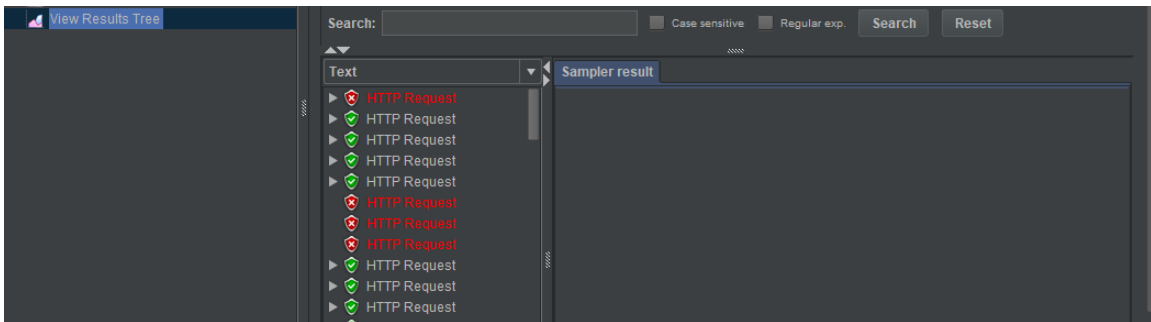 View Results Tree
Search: Case sensitive Regular exp. Search Reset
Text
Sampler result
HTTP Request
HTTP Request
HTTP Request
HTTP Request
HTTP Request
HTTP Request
HTTP Request
HTTP Request
HTTP Request
HTTP Request
HTTP Request